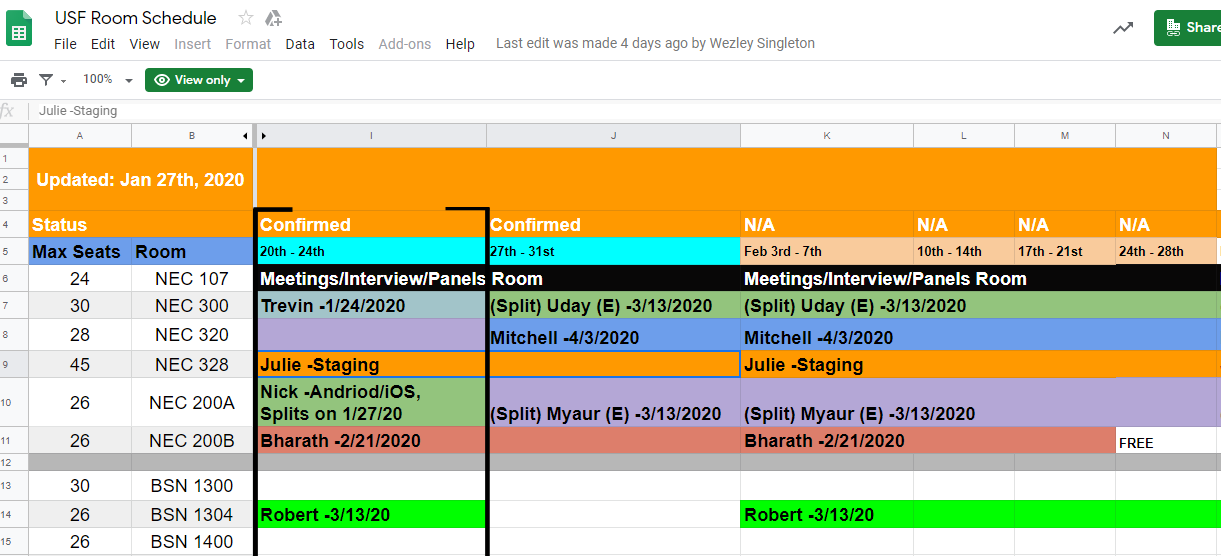 USF Room Schedule
File Edit View Insert Format Data Tools Add-ons Help Last edit was made 4 days ago by Wezley Singleton
Share
100% View only
fx Julie -Staging
A B I J K L M N
1
2 Updated: Jan 27th, 2020
3
4 Status Confirmed Confirmed N/A N/A N/A N/A
5 Max Seats Room 20th - 24th 27th - 31st Feb 3rd - 7th 10th - 14th 17th - 21st 24th - 28th
6 24 NEC 107 Meetings/Interview/Panels Room Meetings/Interview/Panels Room
7 30 NEC 300 Trevin -1/24/2020 (Split) Uday (E) -3/13/2020 (Split) Uday (E) -3/13/2020
8 28 NEC 320 Mitchell -4/3/2020 Mitchell -4/3/2020
9 45 NEC 328 Julie -Staging Julie -Staging
Nick -Andriod/iOS,
10 26 NEC 200A Splits on 1/27/20 (Split) Myaur (E) -3/13/2020 (Split) Myaur (E) -3/13/2020
11 26 NEC 200B Bharath -2/21/2020 Bharath -2/21/2020 FREE
12
13 30 BSN 1300
14 26 BSN 1304 Robert -3/13/20 Robert -3/13/20
15 26 BSN 1400